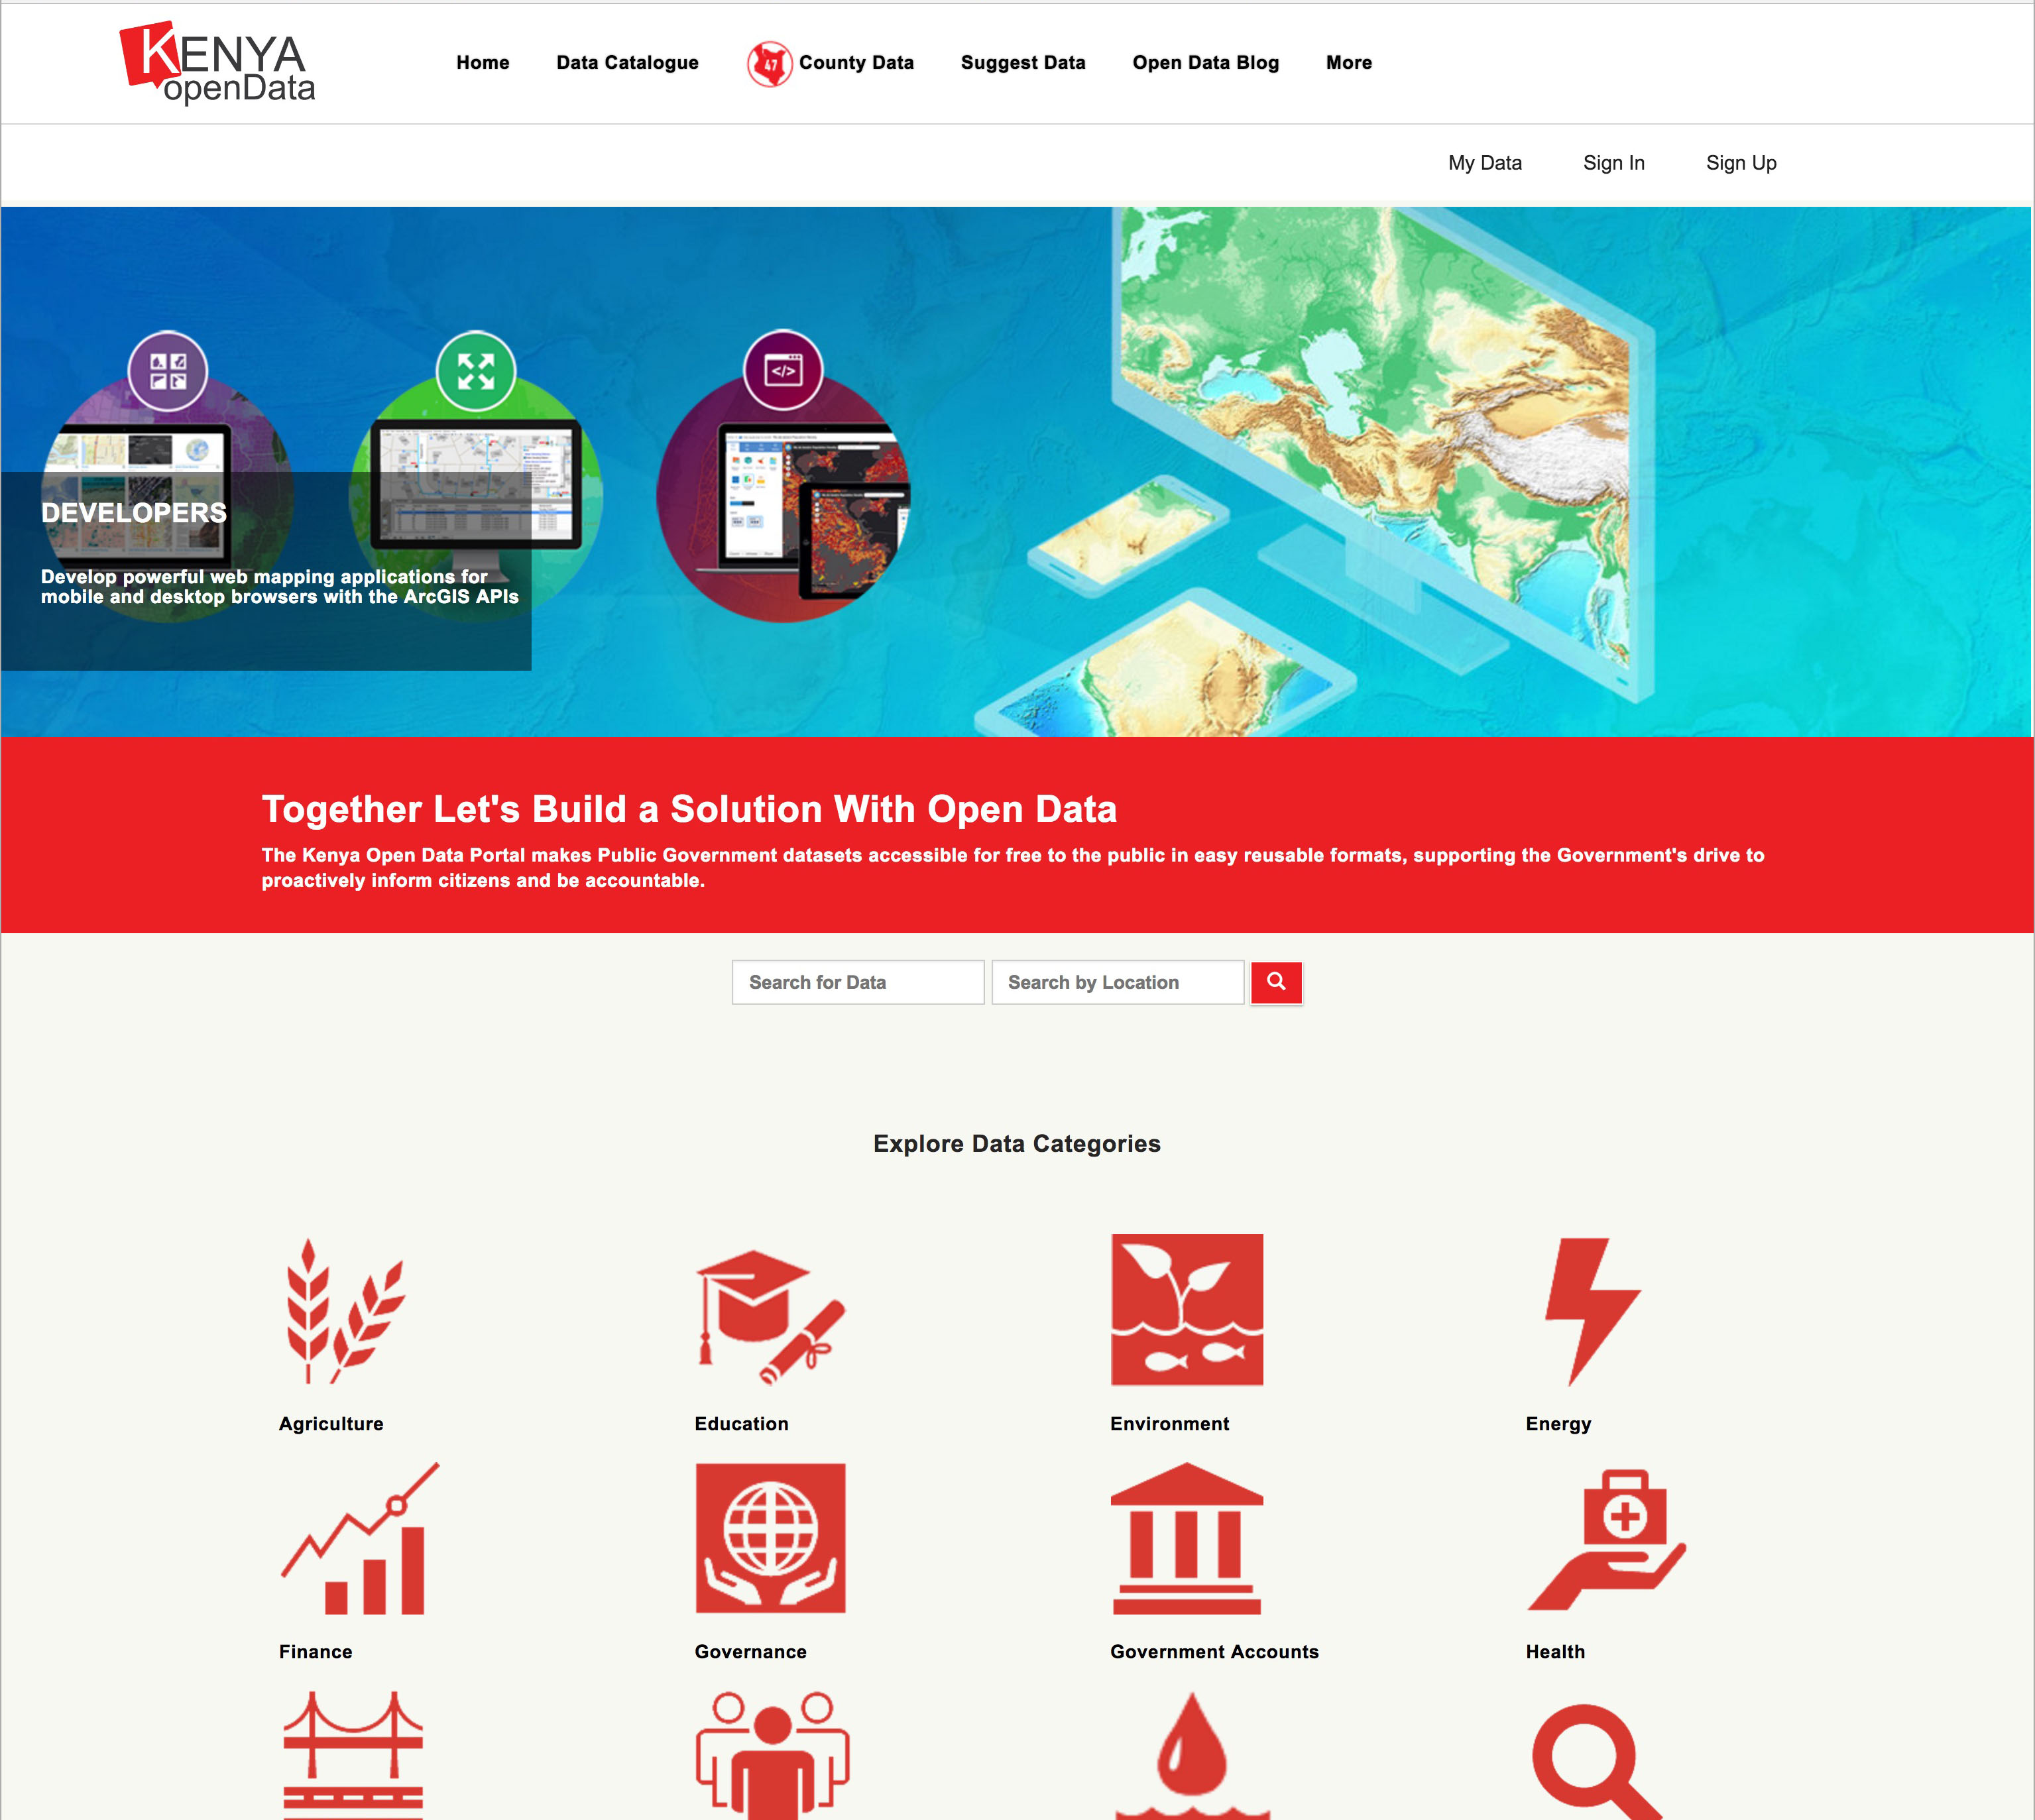 KENYA
openData
Home
Data Catalogue
47
County Data
Suggest Data
Open Data Blog
More
My Data
Sign In
Sign Up
</>
DEVELOPERS
Develop powerful web mapping applications for
mobile and desktop browsers with the ArcGIS APIs
Together Let's Build a Solution With Open Data
The Kenya Open Data Portal makes Public Government datasets accessible for free to the public in easy reusable formats, supporting the Government's drive to
proactively inform citizens and be accountable.
Search for Data
Search by Location
Explore Data Categories
Agriculture
Education
Environment
Energy
Finance
Governance
Government Accounts
Health